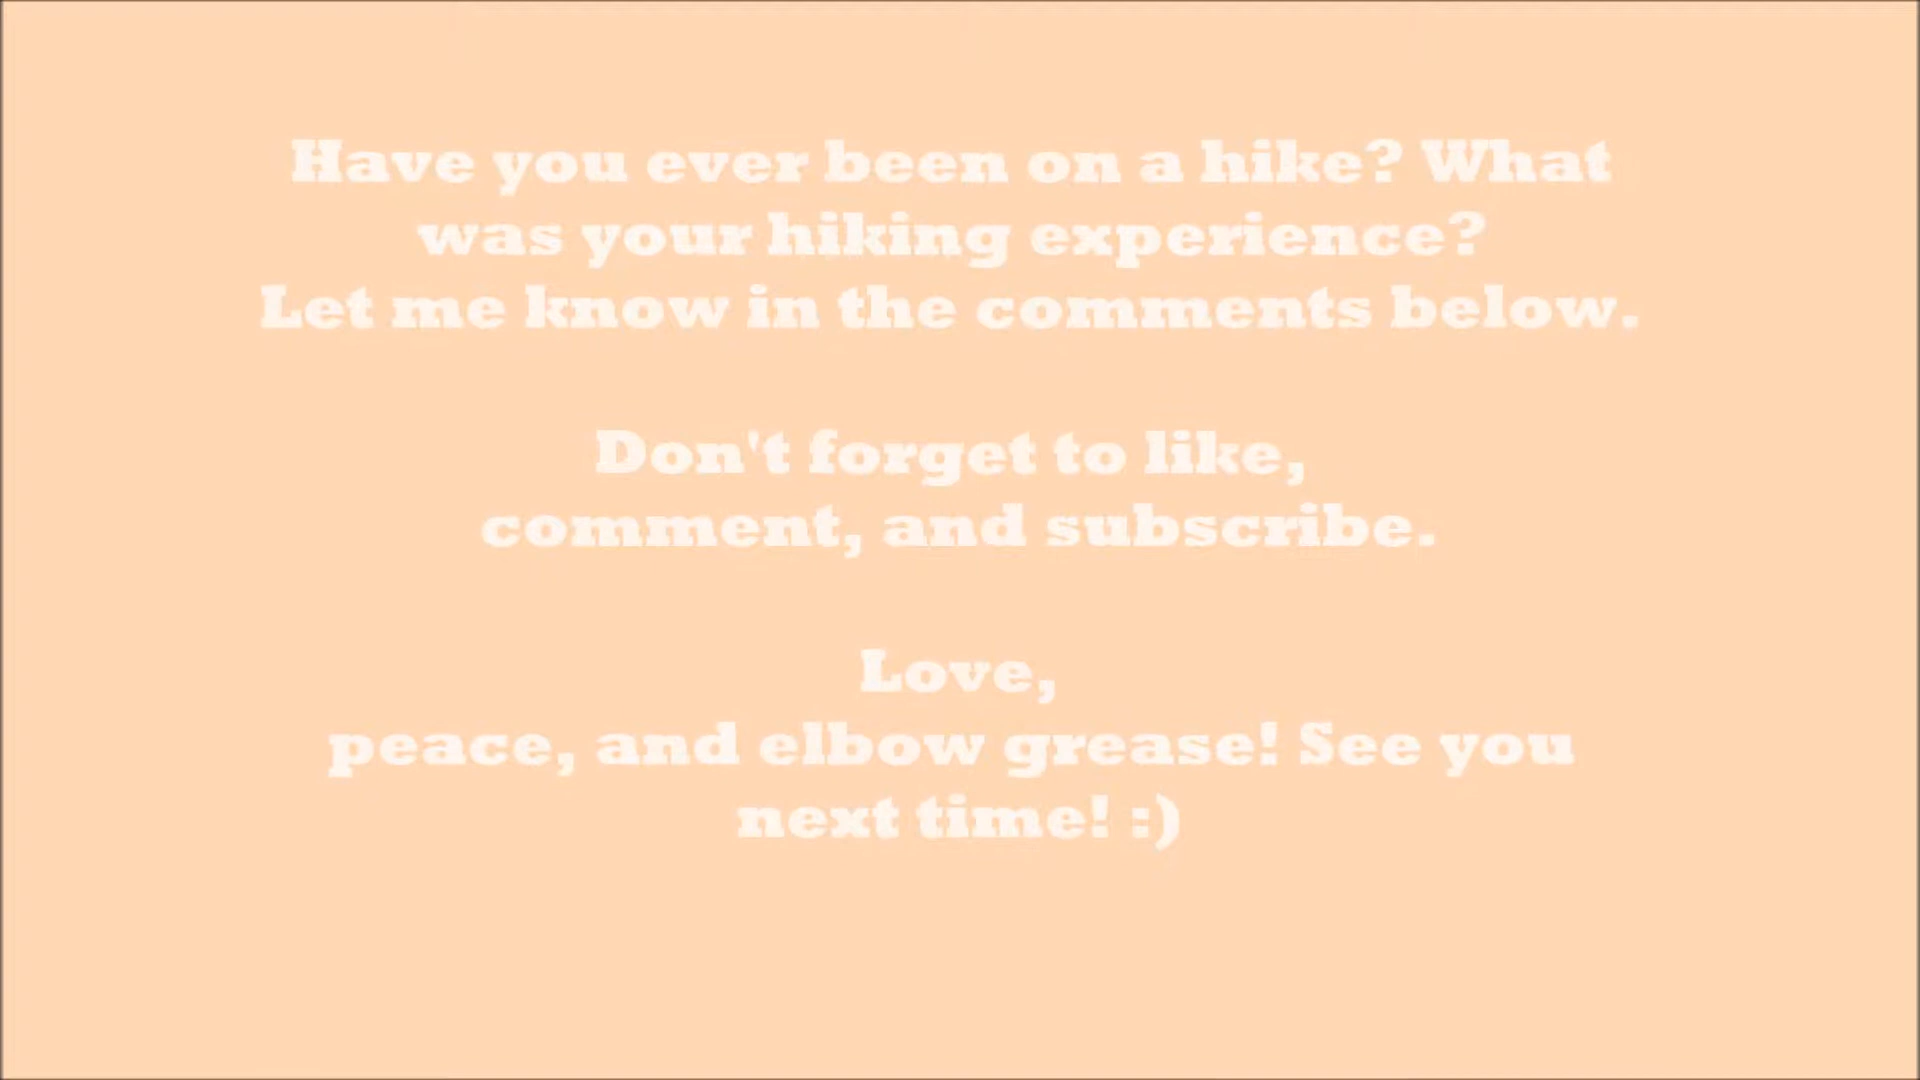 Have you ever been on a hike? What
was your hiking experience?
Let me know in the comments below.
Don't forget to like,
comment, and subscribe.
Love,
peace, and elbow grease! See you
next time! :)